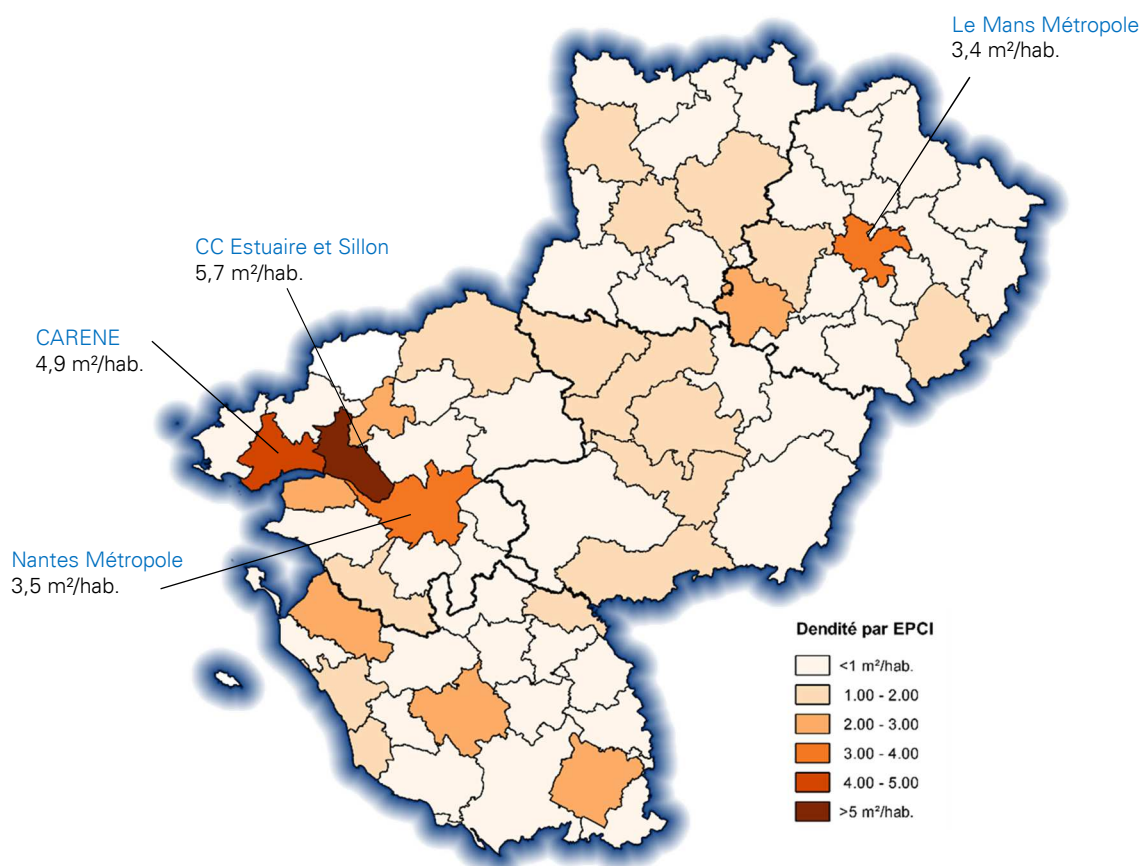 Le Mans Métropole
3,4 m²/hab.
CC Estuaire et Sillon
5,7 m²/hab.
CARENE
4,9 m²/hab.
Nantes Métropole
3,5 m²/hab.
Dendité par EPCI
<1 m²/hab.
1.00 - 2.00
2.00 - 3.00
3.00 - 4.00
4.00 - 5.00
>5 m²/hab.